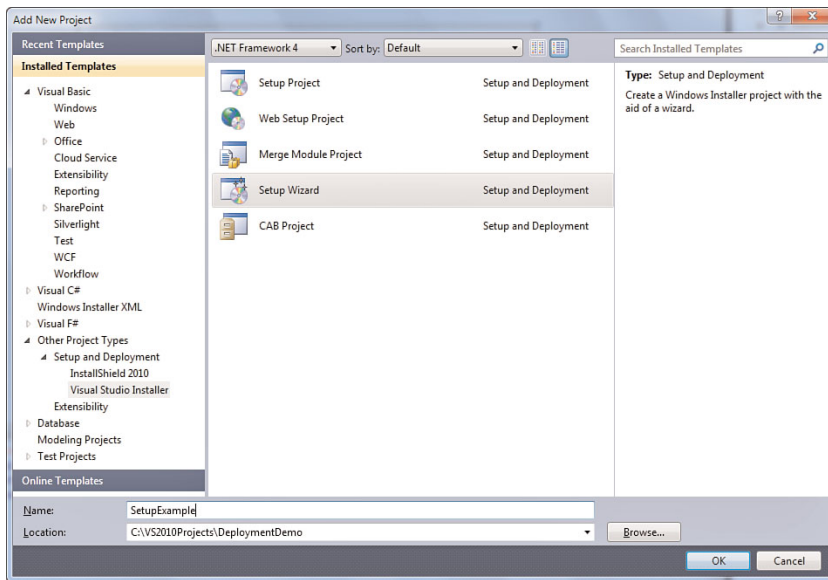 Add New Project
Recent Templates
Installed Templates
Visual Basic
Windows
Web
Office
Cloud Service
Extensibility
Reporting
SharePoint
Silverlight
Test
WCF
Workflow
Visual C#
Windows Installer XML
Visual F#
Other Project Types
Setup and Deployment
InstallShield 2010
Visual Studio Installer
Extensibility
Database
Modeling Projects
Test Projects
Online Templates
.NET Framework 4
Sort by: Default
Setup Project Setup and Deployment
Web Setup Project Setup and Deployment
Merge Module Project Setup and Deployment
Setup Wizard Setup and Deployment
CAB Project Setup and Deployment
Search Installed Templates
Type: Setup and Deployment
Create a Windows Installer project with the
aid of a wizard.
Name: SetupExample
Location: C:\VS2010Projects\DeploymentDemo
Browse...
OK Cancel